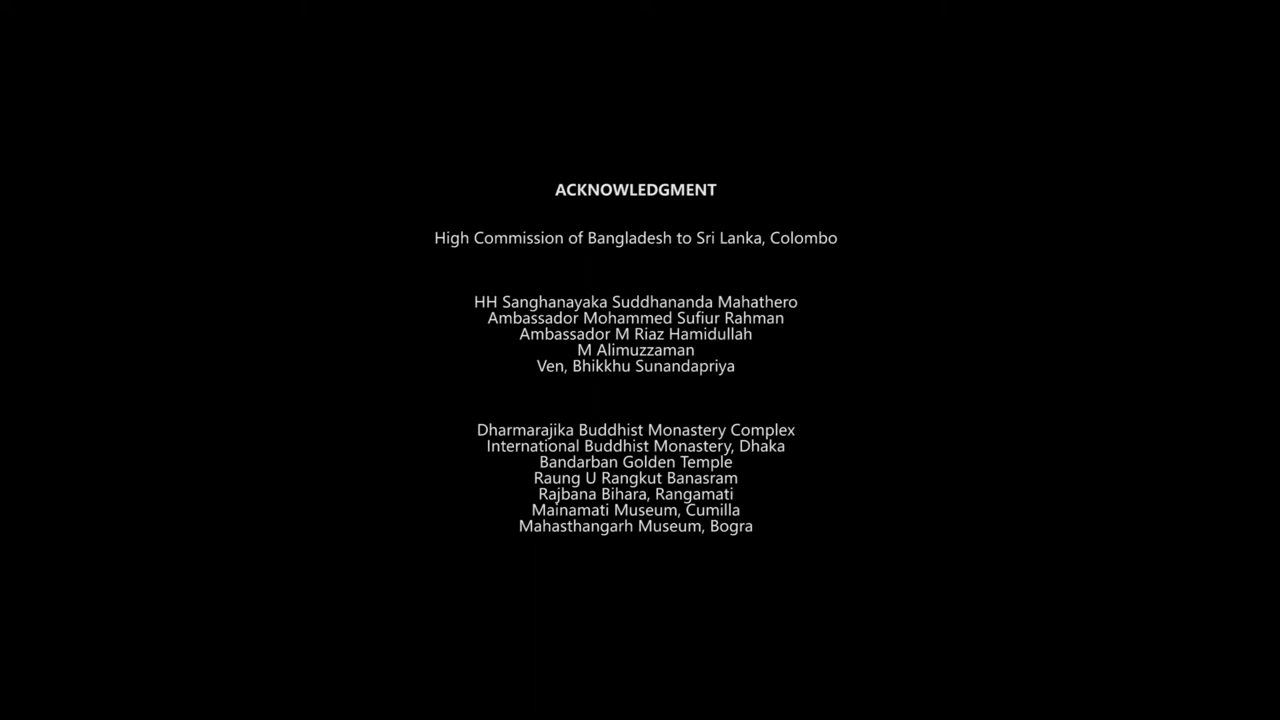 ACKNOWLEDGMENT
High Commission of Bangladesh to Sri Lanka, Colombo
HH Sanghanayaka Suddhananda Mahathero
Ambassador Mohammed Sufiur Rahman
Ambassador M Riaz Hamidullah
M Alimuzzaman
Ven, Bhikkhu Sunandapriya
Dharmarajika Buddhist Monastery Complex
International Buddhist Monastery, Dhaka
Bandarban Golden Temple
Raung U Rangkut Banasram
Rajbana Bihara, Rangamati
Mainamati Museum, Cumilla
Mahasthangarh Museum, Bogra